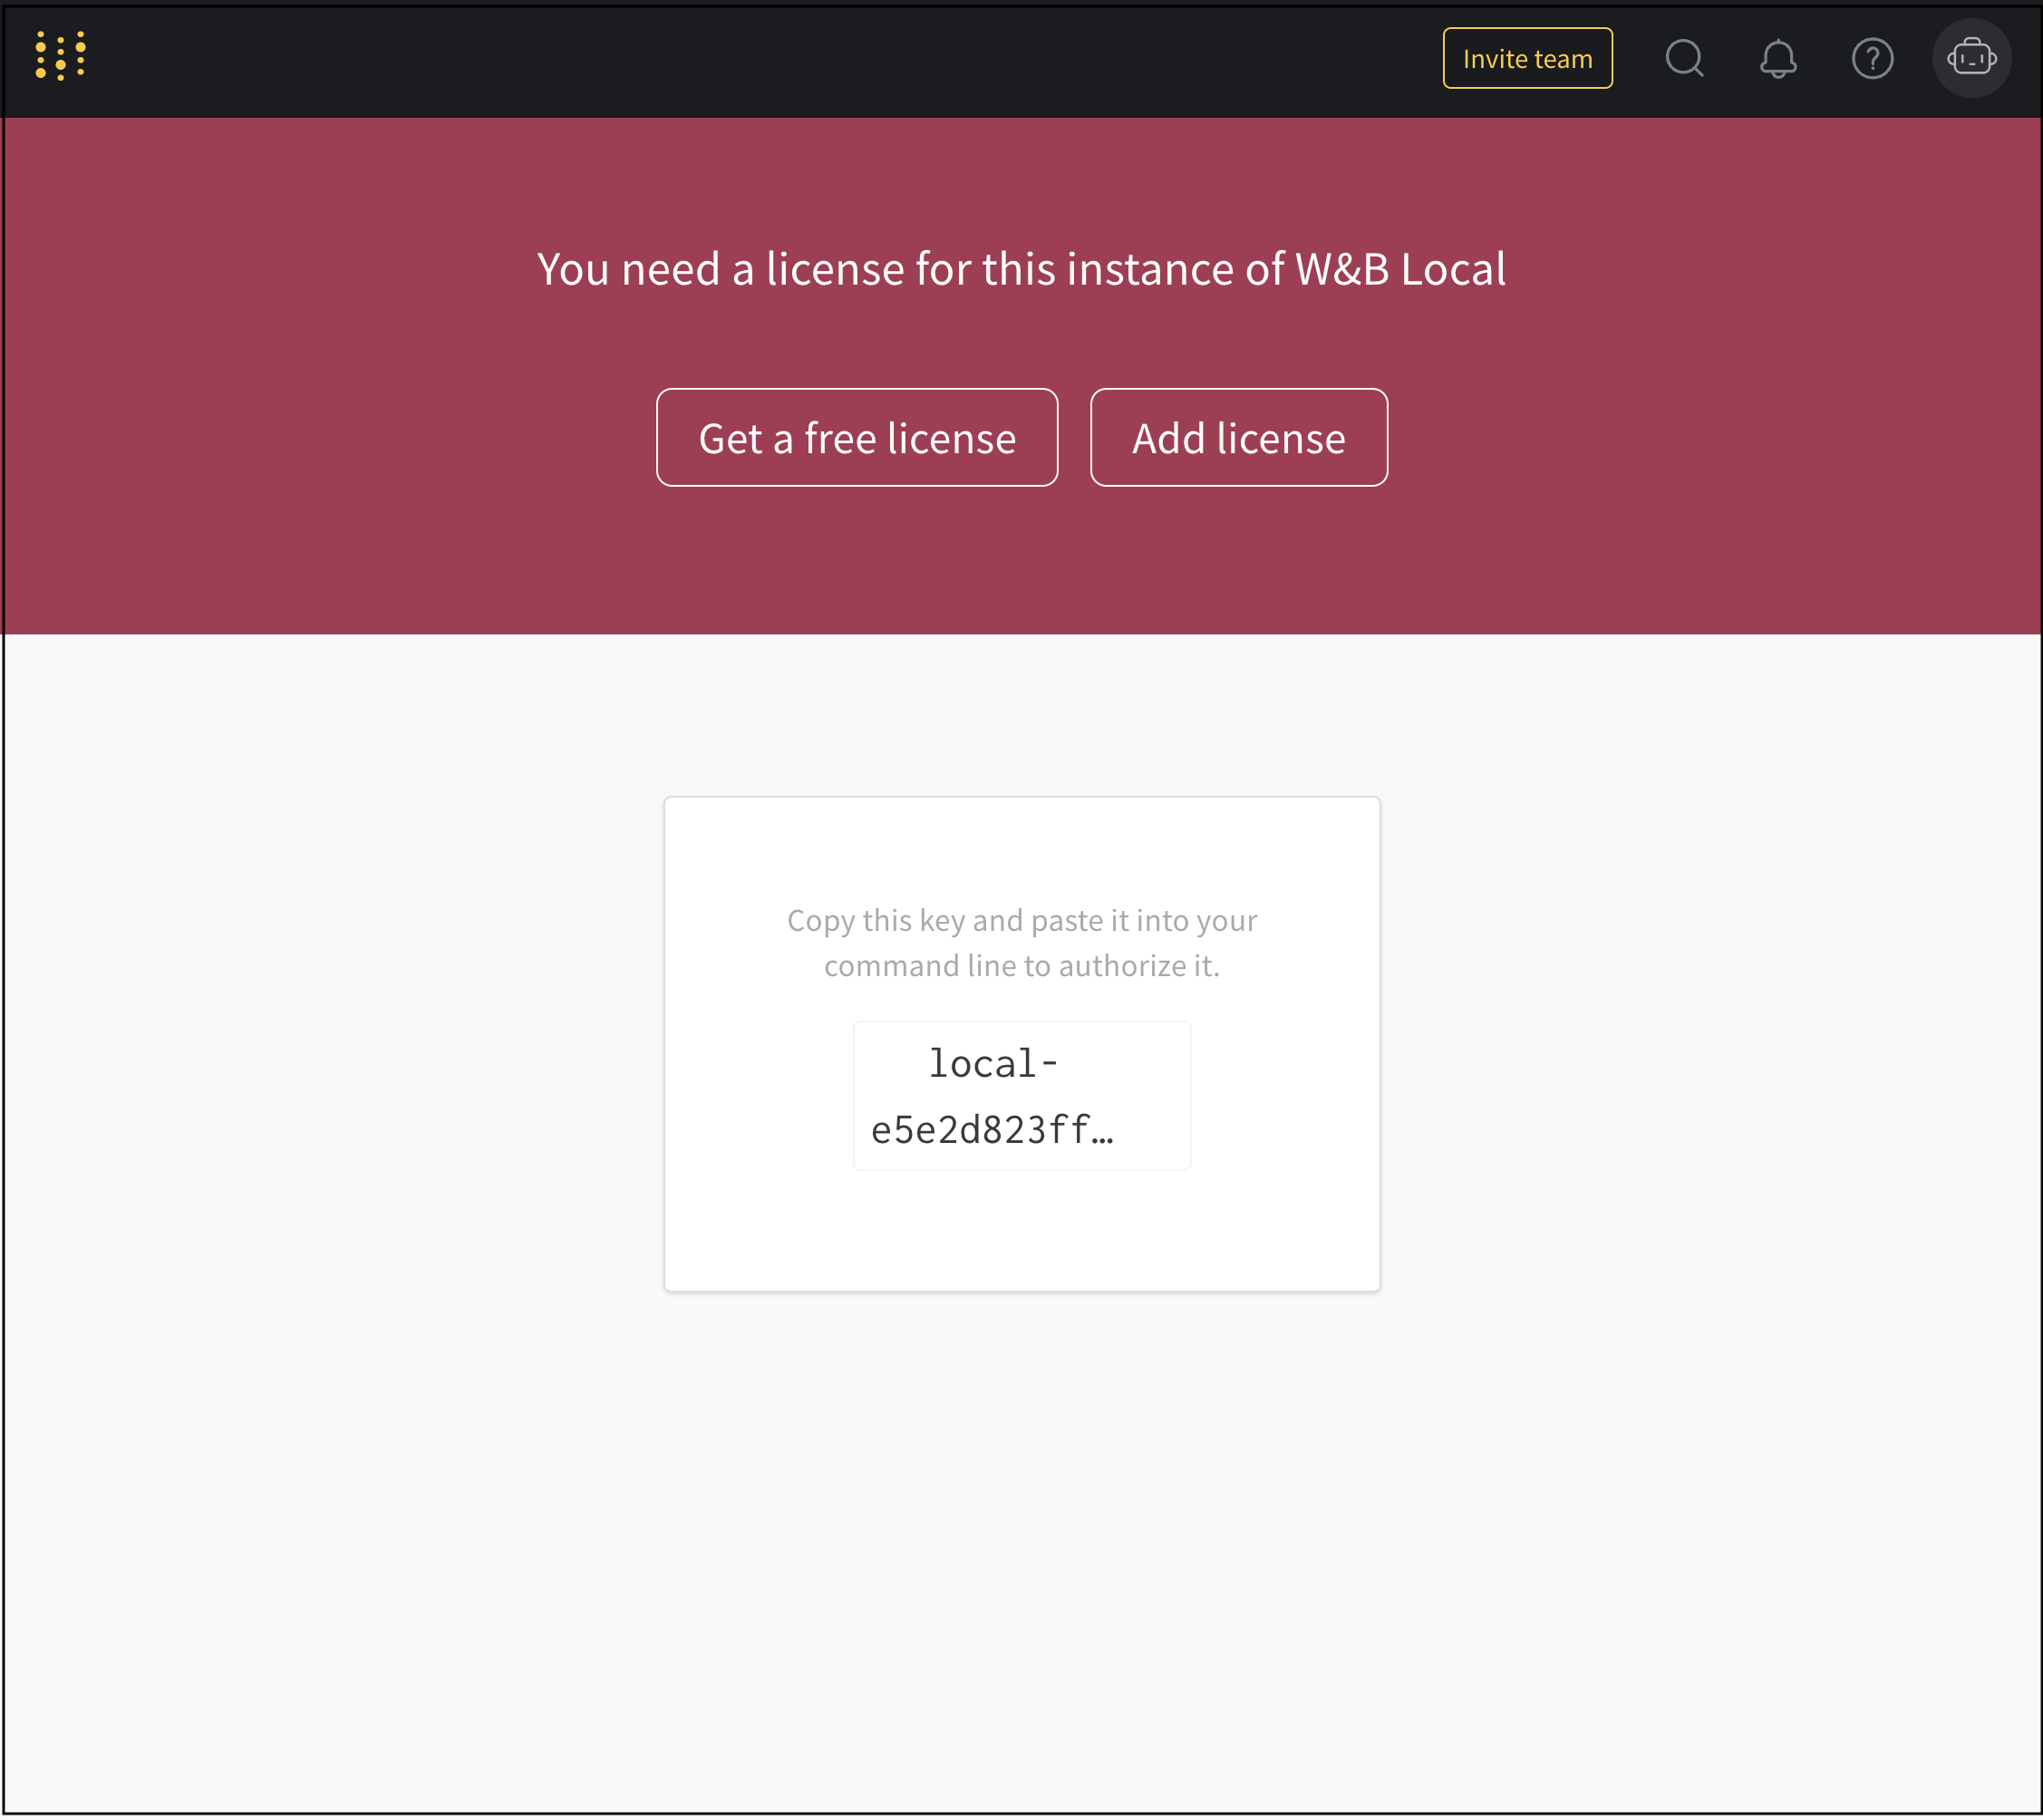 Invite team
?
You need a license for this instance of W&B Local
Get a free license
Add license
Copy this key and paste it into your
command line to authorize it.
local-
e5e2d823ff…